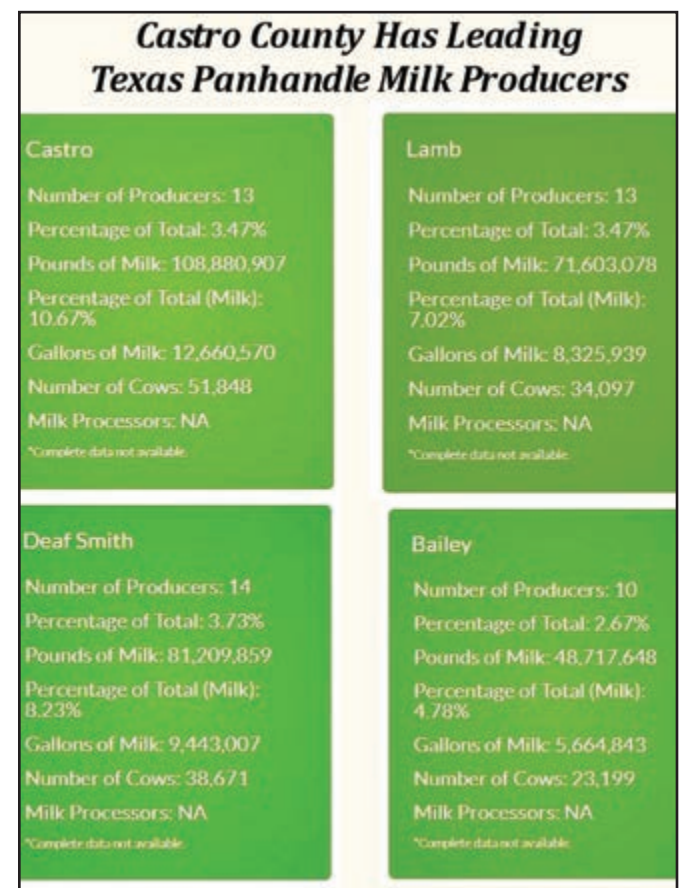 Castro County Has Leading
Texas Panhandle Milk Producers
Castro
Number of Producers: 13
Percentage of Total: 3.47%
Pounds of Milk: 108,880,907
Percentage of Total (Milk):
10.67%
Gallons of Milk: 12,660,570
Number of Cows: 51,848
Milk Processors: NA
*Complete data not available.
Lamb
Number of Producers: 13
Percentage of Total: 3.47%
Pounds of Milk: 71,603,078
Percentage of Total (Milk):
7.02%
Gallons of Milk: 8,325,939
Number of Cows: 34,097
Milk Processors: NA
*Complete data not available.
Deaf Smith
Number of Producers: 14
Percentage of Total: 3.73%
Pounds of Milk: 81,209,859
Percentage of Total (Milk):
8.23%
Gallons of Milk: 9,443,007
Number of Cows: 38,671
Milk Processors: NA
*Complete data not available.
Bailey
Number of Producers: 10
Percentage of Total: 2.67%
Pounds of Milk: 48,717,648
Percentage of Total (Milk):
4.78%
Gallons of Milk: 5,664,843
Number of Cows: 23,199
Milk Processors: NA
*Complete data not available.